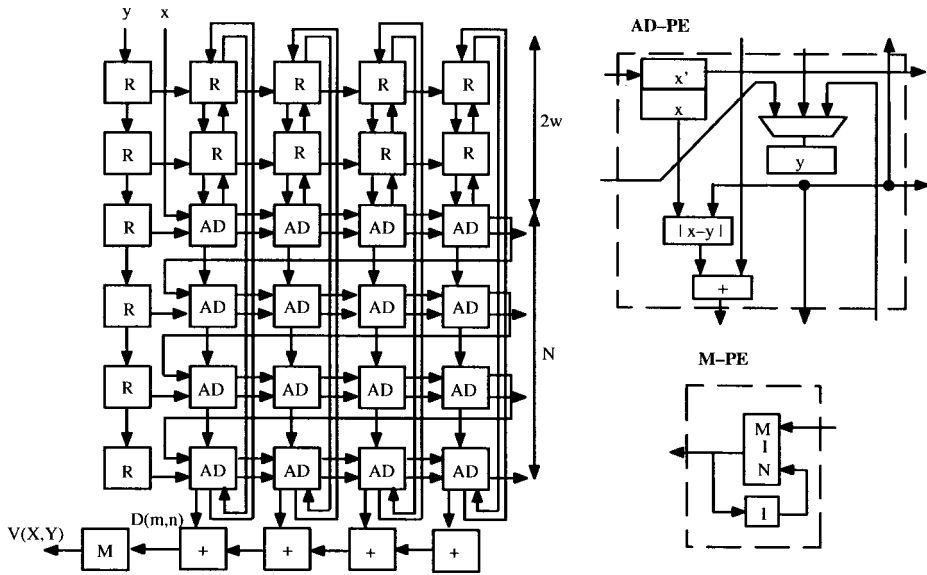 y x
AD–PE
R R R R R
x'
x
2w
R R R R R
y
R AD AD AD AD
| x–y |
+
R AD AD AD AD
N
M–PE
R AD AD AD AD
M
I
N
R AD AD AD AD
1
V(X,Y) D(m,n)
M + + + +